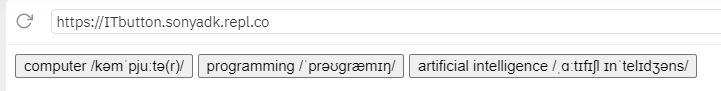 https://ITbutton.sonyadk.repl.co
computer /kəmˈpjuːtə(r)/ programming /ˈprəʊɡræmɪŋ/ artificial intelligence /ˌɑːtɪfɪʃl ɪnˈtelɪdʒəns/